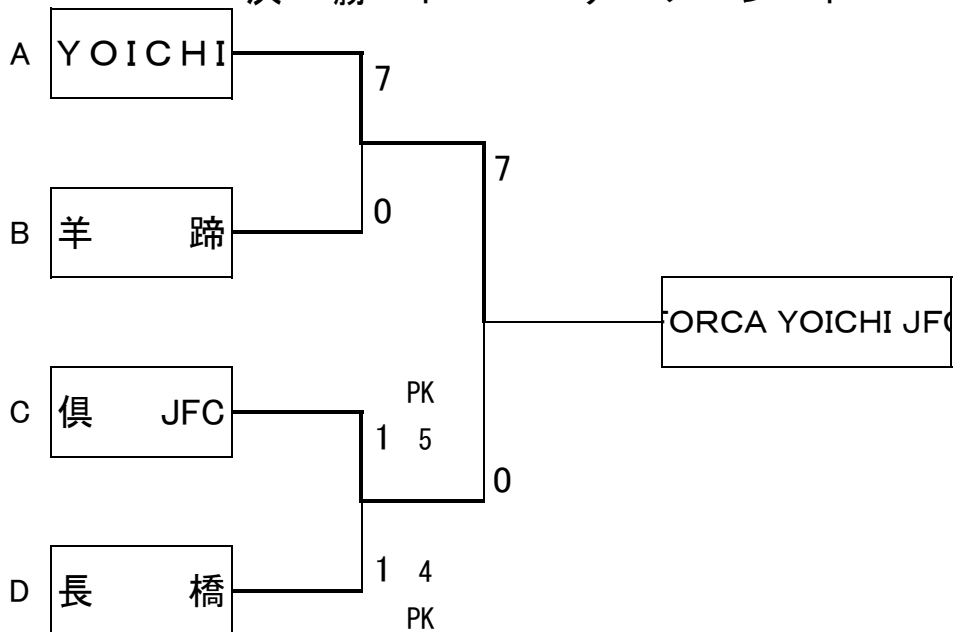 A YOICHI
7
7
B 羊 蹄
0
ORCA YOICHI JF
PK
C 倶 JFC
1 5
0
D 長 橋
1 4
PK